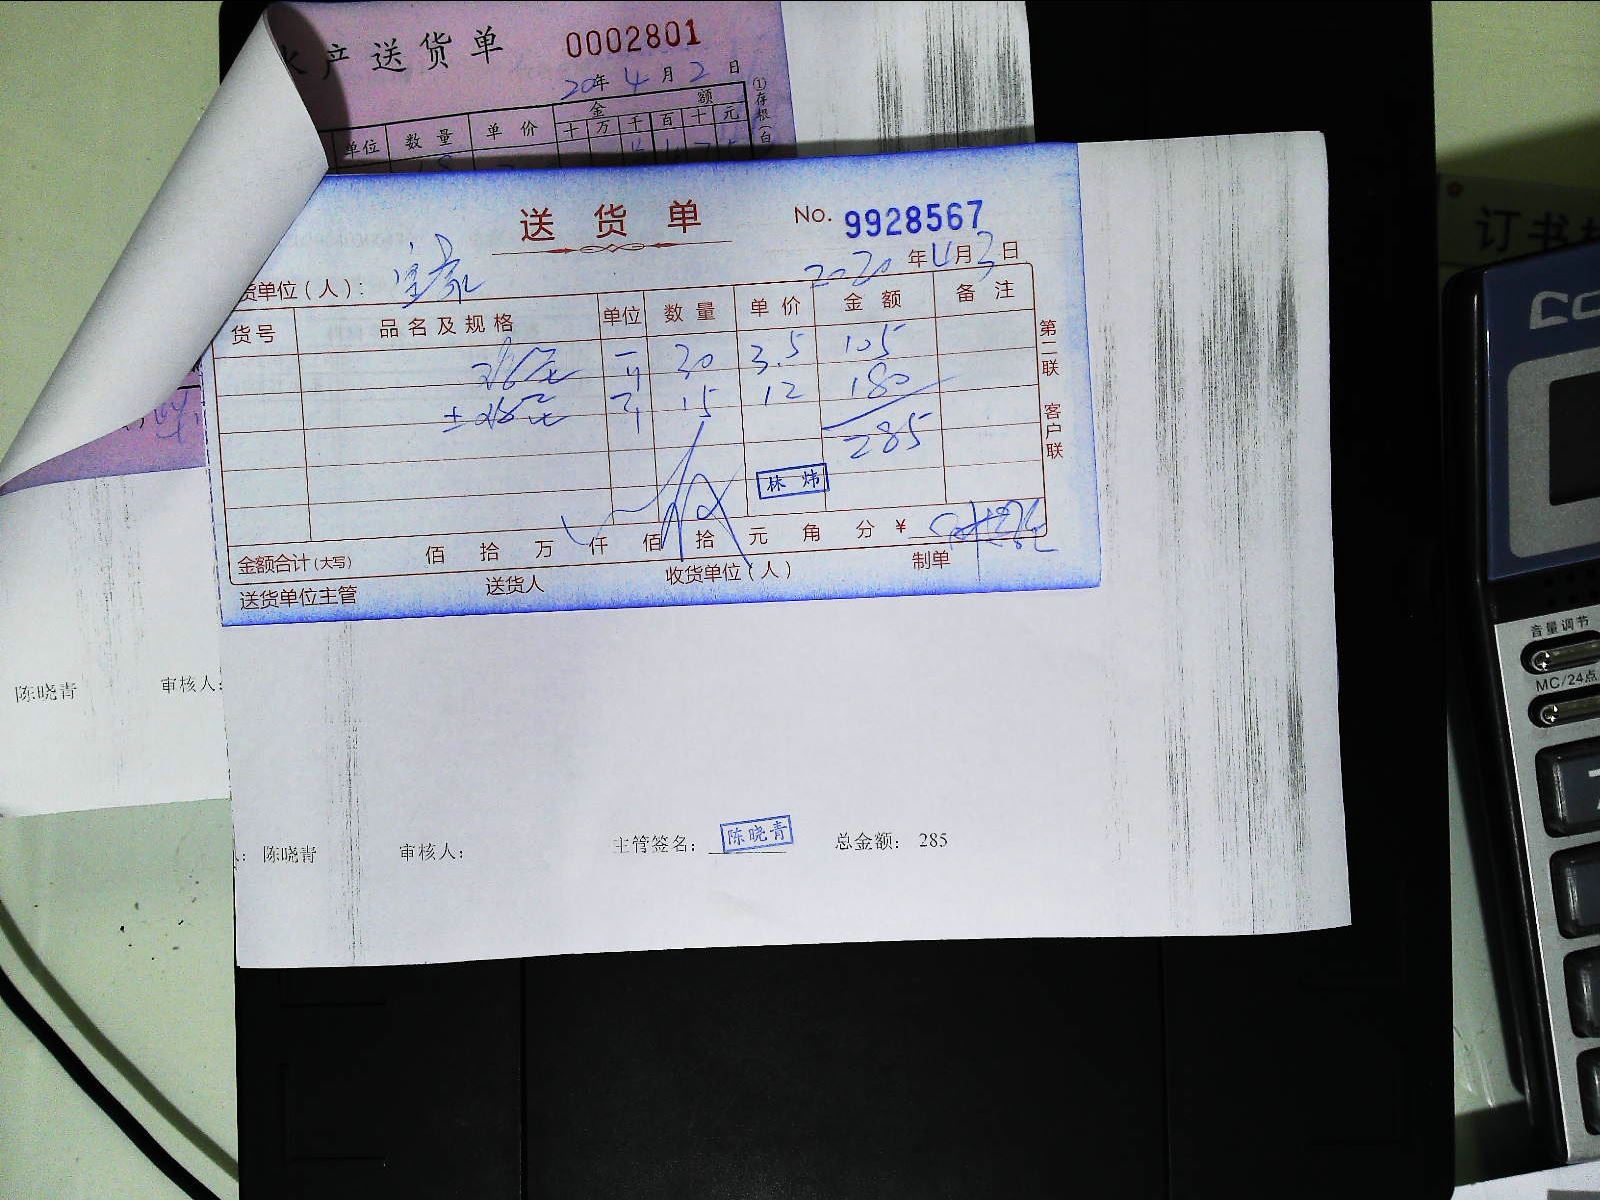 水产送货单 0002801
20 年 4 月 2 日
金 额
单位 数量 单价 十 万 千 百 十 元
①存根(白
送货单 No. 9928567
2020 年 4 月 3 日
货单位(人):
货号 品名及规格 单位 数量 单价 金额 备注
30 3.5 105
15 12 180
285
林炜
第二联 客户联
金额合计(大写) 佰 拾 万 仟 佰 拾 元 角 分 ¥
送货单位主管 送货人 收货单位(人) 制单
陈晓青 审核人:
陈晓青 审核人: 主管签名: 陈晓青 总金额: 285
订书
音量调节
MC/24点